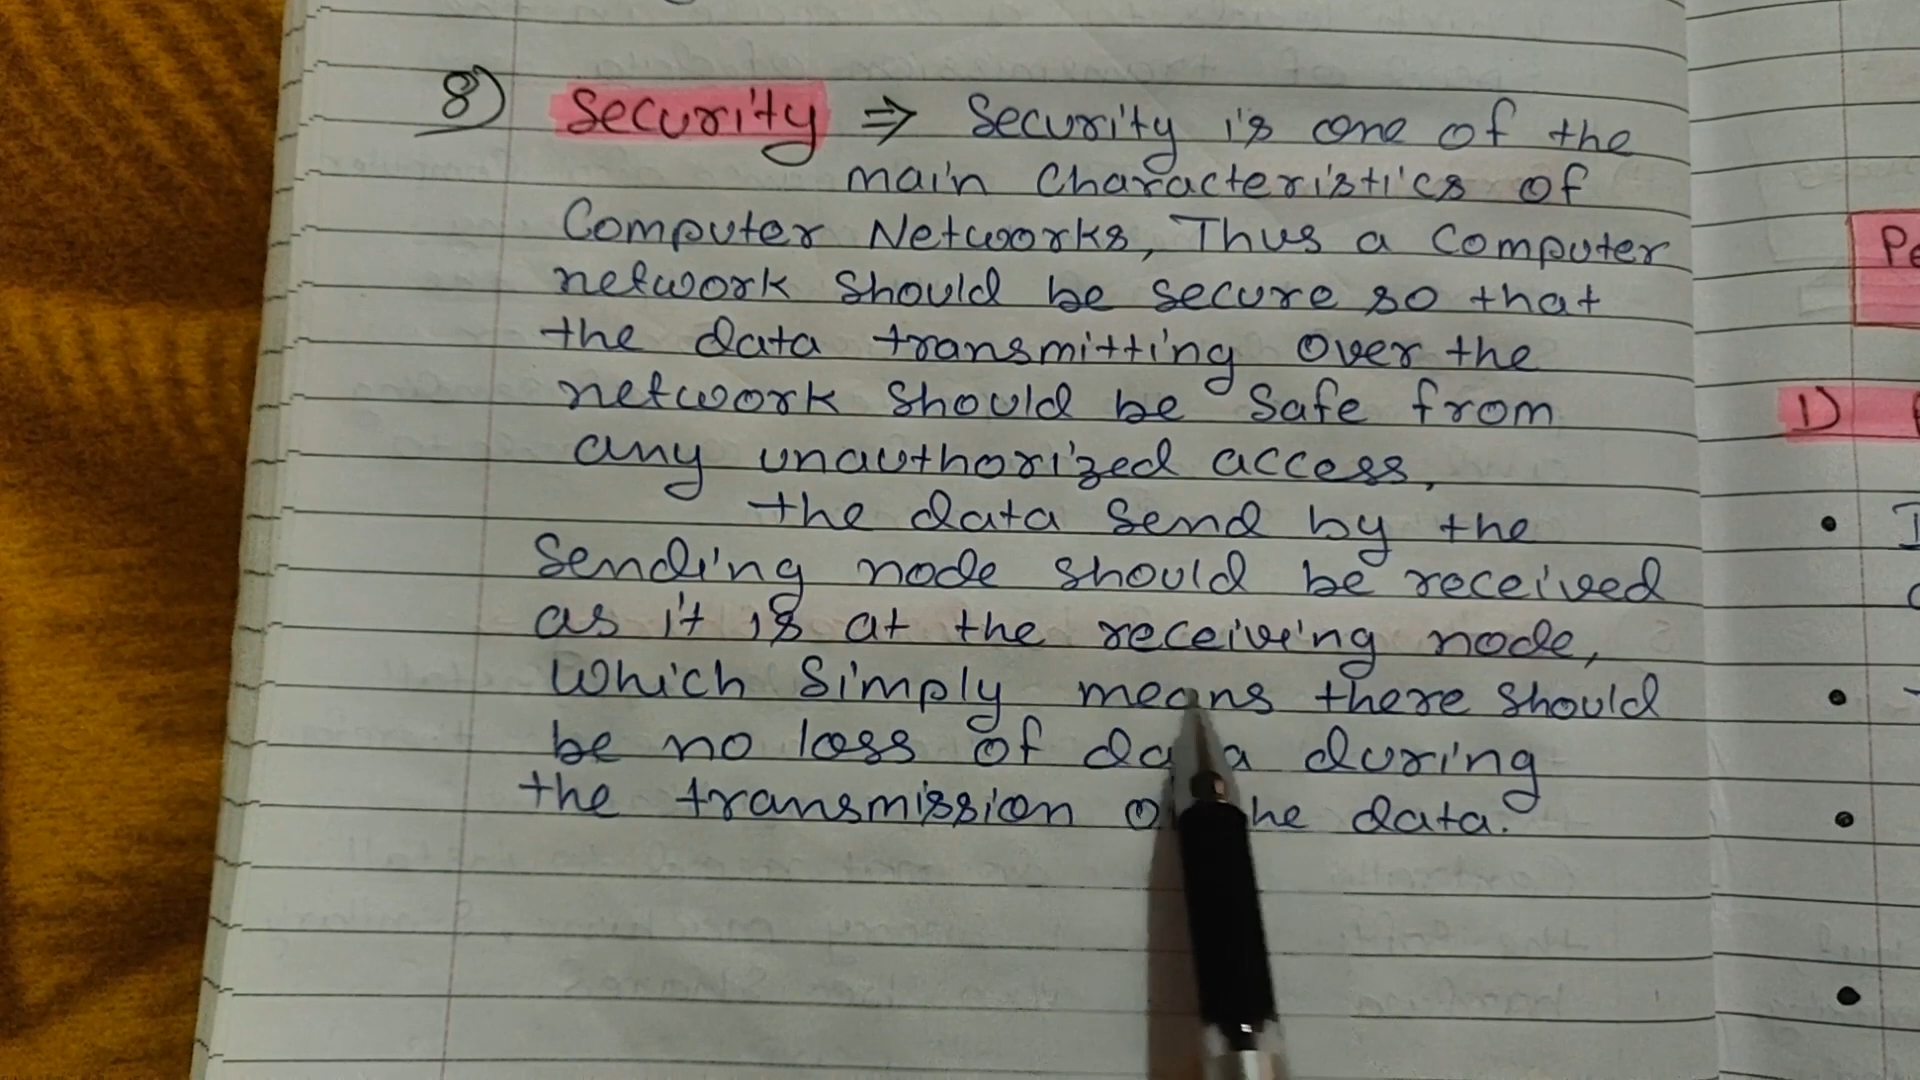 8) Security ⇒ Security is one of the
main Characteristics of
Computer Networks, Thus a Computer
network should be secure so that
the data transmitting over the
network should be safe from
any unauthorized access,
the data send by the
Sending node should be received
as it is at the receiving node,
Which Simply means there should
be no loss of data during
the transmission o he data.
1)